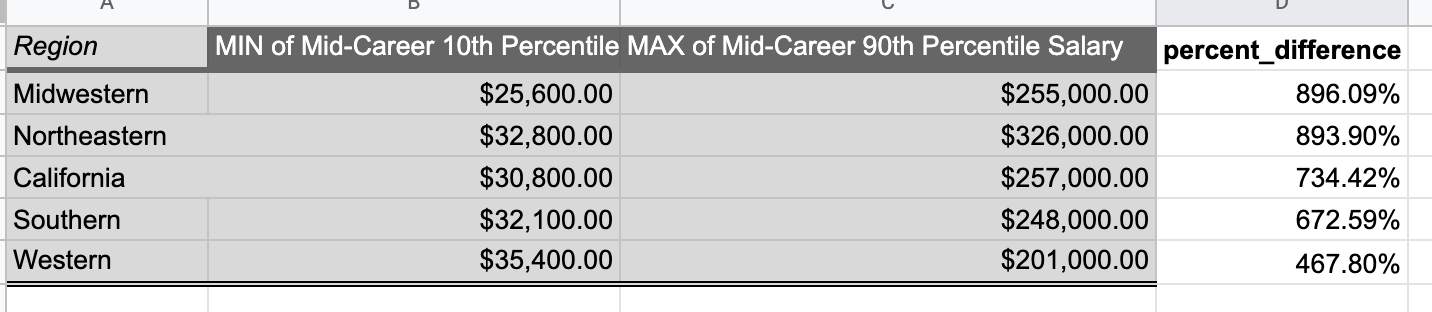 A B C D
Region MIN of Mid-Career 10th Percentile MAX of Mid-Career 90th Percentile Salary percent_difference
Midwestern $25,600.00 $255,000.00 896.09%
Northeastern $32,800.00 $326,000.00 893.90%
California $30,800.00 $257,000.00 734.42%
Southern $32,100.00 $248,000.00 672.59%
Western $35,400.00 $201,000.00 467.80%